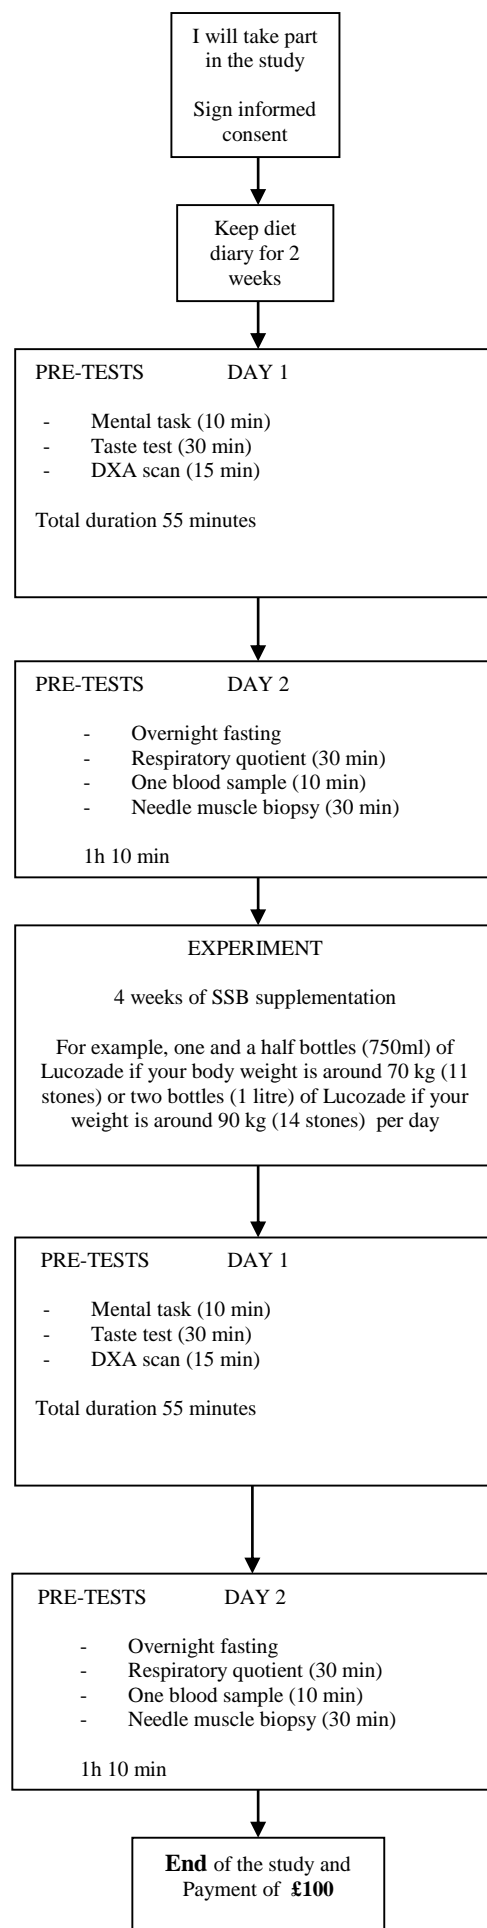 I will take part
in the study
Sign informed
consent
Keep diet
diary for 2
weeks
PRE-TESTS DAY 1
- Mental task (10 min)
- Taste test (30 min)
- DXA scan (15 min)
Total duration 55 minutes
PRE-TESTS DAY 2
- Overnight fasting
- Respiratory quotient (30 min)
- One blood sample (10 min)
- Needle muscle biopsy (30 min)
1h 10 min
EXPERIMENT
4 weeks of SSB supplementation
For example, one and a half bottles (750ml) of
Lucozade if your body weight is around 70 kg (11
stones) or two bottles (1 litre) of Lucozade if your
weight is around 90 kg (14 stones) per day
PRE-TESTS DAY 1
- Mental task (10 min)
- Taste test (30 min)
- DXA scan (15 min)
Total duration 55 minutes
PRE-TESTS DAY 2
- Overnight fasting
- Respiratory quotient (30 min)
- One blood sample (10 min)
- Needle muscle biopsy (30 min)
1h 10 min
End of the study and
Payment of £100